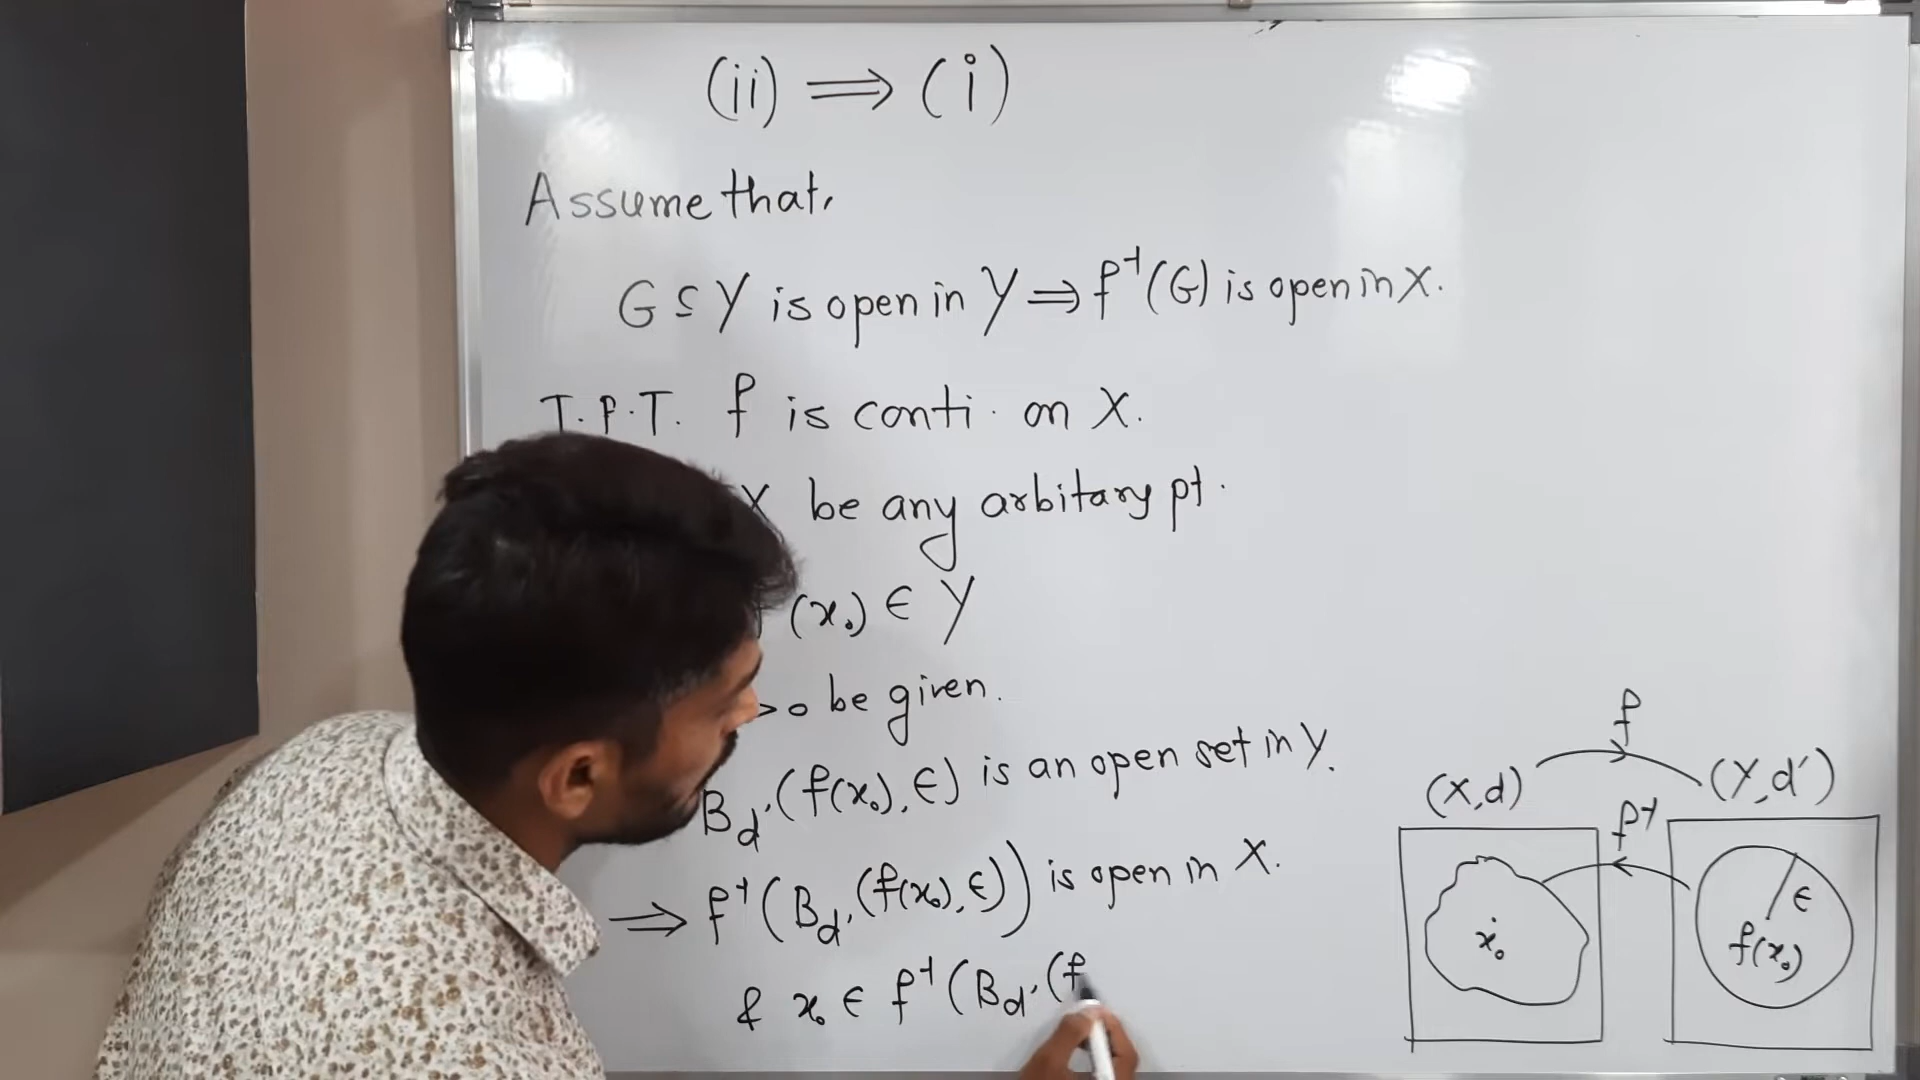 (ii) ⟹ (i)
Assume that,
G ⊆ Y is open in Y ⇒ f⁻¹(G) is open in X.
T.P.T. f is conti. on X.
X be any arbitary pt.
(x₀) ∈ Y
>0 be given.
B_d'(f(x₀), ϵ) is an open set in Y.
⟹ f⁻¹(B_d'(f(x₀), ϵ)) is open in X.
& x₀ ∈ f⁻¹(B_d'(f
f
(X,d) (Y,d')
f⁻¹
ϵ
x₀ f(x₀)